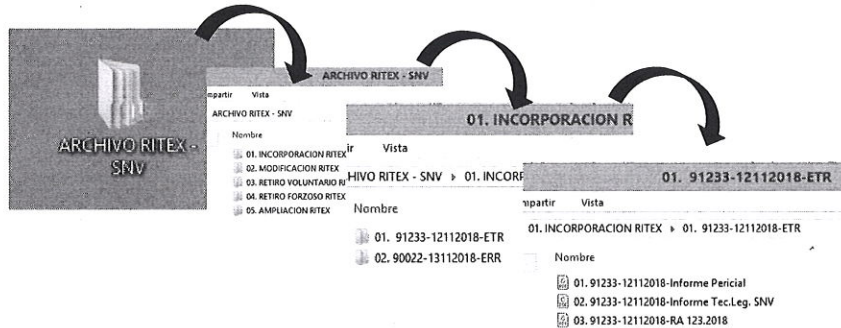 ARCHIVO RITEX -
SNV
ARCHIVO RITEX - SNV
mpartir Vista
ARCHIVO RITEX - SNV
Nombre
01. INCORPORACION RITEX
02. MODIFICACION RITEX
03. RETIRO VOLUNTARIO RI
04. RETIRO FORZOSO RITEX
05. AMPLIACION RITEX
01. INCORPORACION R
ir Vista
HIVO RITEX - SNV 01. INCORP
Nombre
01. 91233-12112018-ETR
02. 90022-13112018-ERR
01. 91233-12112018-ETR
mpartir Vista
01. INCORPORACION RITEX 01. 91233-12112018-ETR
Nombre
01. 91233-12112018-Informe Pericial
02. 91233-12112018-Informe Tec.Leg. SNV
03. 91233-12112018-RA 123.2018